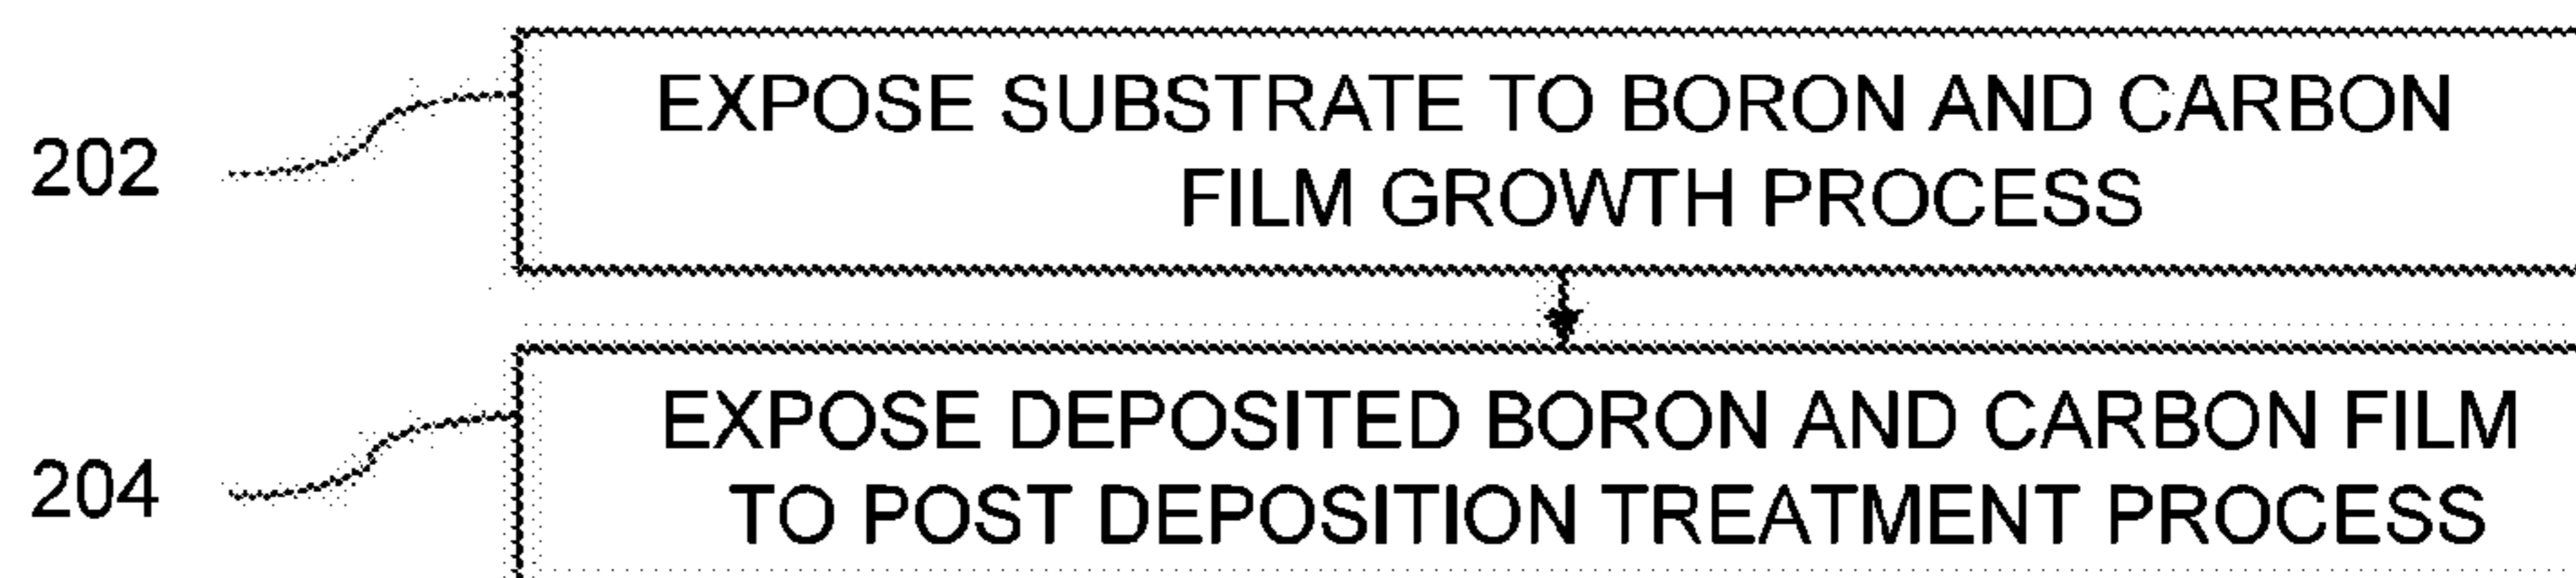 202
EXPOSE SUBSTRATE TO BORON AND CARBON
FILM GROWTH PROCESS
204
EXPOSE DEPOSITED BORON AND CARBON FILM
TO POST DEPOSITION TREATMENT PROCESS